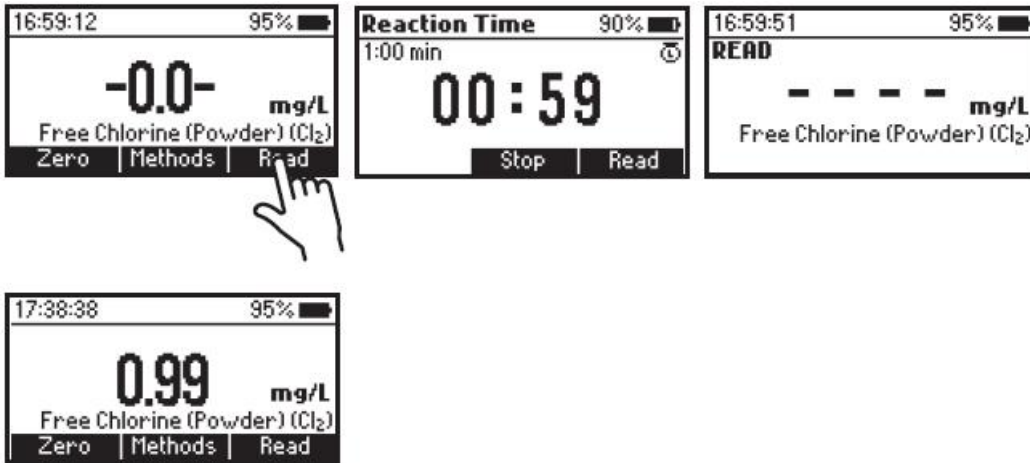 16:59:12 95%
-0.0- mg/L
Free Chlorine (Powder) (Cl₂)
Zero Methods Read
Reaction Time 90%
1:00 min
00:59
Stop Read
16:59:51 95%
READ
- - - - mg/L
Free Chlorine (Powder) (Cl₂)
17:38:38 95%
0.99 mg/L
Free Chlorine (Powder) (Cl₂)
Zero Methods Read